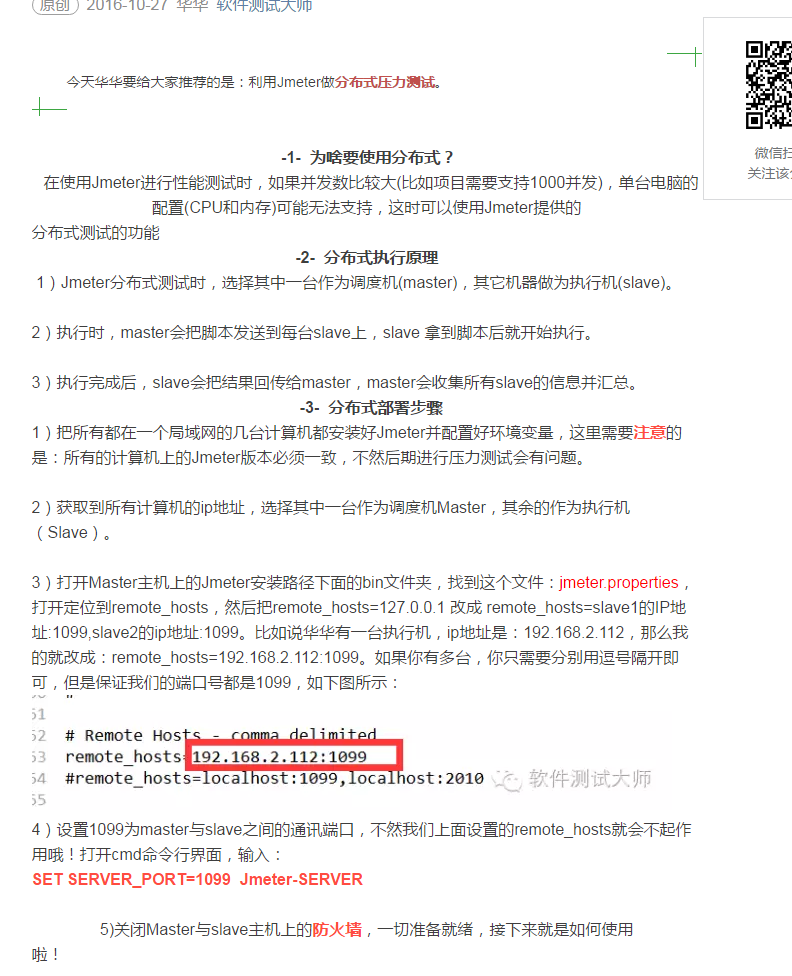 原创 2016-10-27 华华 软件测试大师
今天华华要给大家推荐的是：利用Jmeter做分布式压力测试。
微信扫
关注该公
-1- 为啥要使用分布式？
在使用Jmeter进行性能测试时，如果并发数比较大(比如项目需要支持1000并发)，单台电脑的
配置(CPU和内存)可能无法支持，这时可以使用Jmeter提供的
分布式测试的功能
-2- 分布式执行原理
1）Jmeter分布式测试时，选择其中一台作为调度机(master)，其它机器做为执行机(slave)。
2）执行时，master会把脚本发送到每台slave上，slave 拿到脚本后就开始执行。
3）执行完成后，slave会把结果回传给master，master会收集所有slave的信息并汇总。
-3- 分布式部署步骤
1）把所有都在一个局域网的几台计算机都安装好Jmeter并配置好环境变量，这里需要注意的
是：所有的计算机上的Jmeter版本必须一致，不然后期进行压力测试会有问题。
2）获取到所有计算机的ip地址，选择其中一台作为调度机Master，其余的作为执行机
（Slave）。
3）打开Master主机上的Jmeter安装路径下面的bin文件夹，找到这个文件：jmeter.properties，
打开定位到remote_hosts，然后把remote_hosts=127.0.0.1 改成 remote_hosts=slave1的IP地
址:1099,slave2的ip地址:1099。比如说华华有一台执行机，ip地址是：192.168.2.112，那么我
的就改成：remote_hosts=192.168.2.112:1099。如果你有多台，你只需要分别用逗号隔开即
可，但是保证我们的端口号都是1099，如下图所示：
#
51
52 # Remote Hosts - comma delimited
53 remote_hosts=192.168.2.112:1099
54 #remote_hosts=localhost:1099,localhost:2010
软件测试大师
55
4）设置1099为master与slave之间的通讯端口，不然我们上面设置的remote_hosts就会不起作
用哦！打开cmd命令行界面，输入：
SET SERVER_PORT=1099 Jmeter-SERVER
5)关闭Master与slave主机上的防火墙，一切准备就绪，接下来就是如何使用
啦！